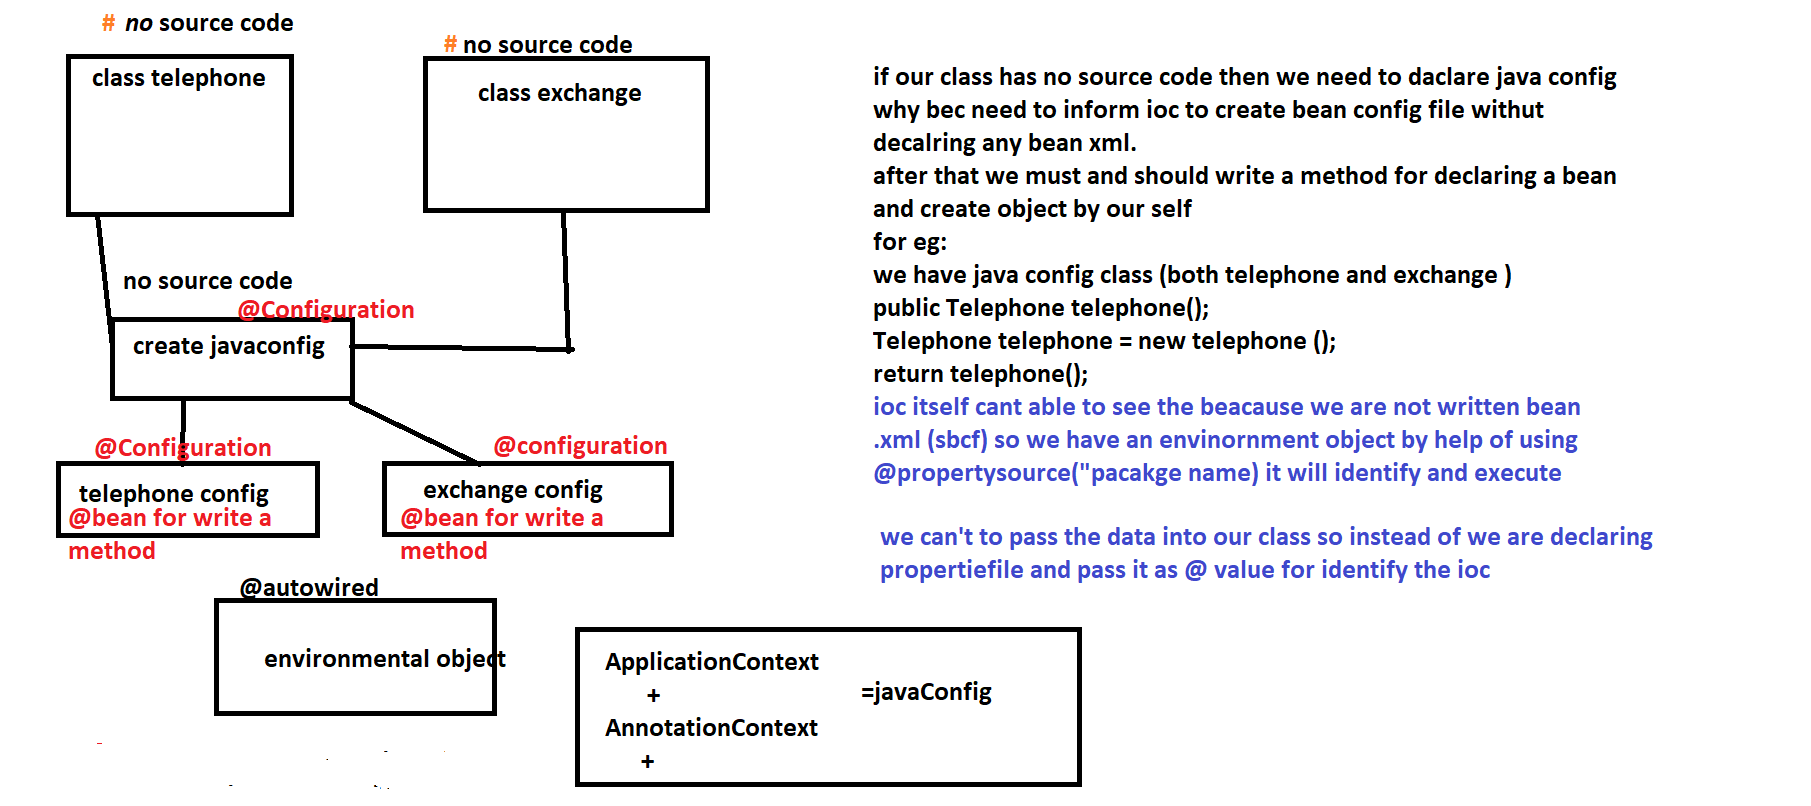 # no source code
class telephone
# no source code
class exchange
no source code
@Configuration
create javaconfig
@Configuration
telephone config
@bean for write a
method
@configuration
exchange config
@bean for write a
method
@autowired
environmental object
ApplicationContext
+
=javaConfig
AnnotationContext
+
if our class has no source code then we need to daclare java config
why bec need to inform ioc to create bean config file withut
decalring any bean xml.
after that we must and should write a method for declaring a bean
and create object by our self
for eg:
we have java config class (both telephone and exchange )
public Telephone telephone();
Telephone telephone = new telephone ();
return telephone();
ioc itself cant able to see the beacause we are not written bean
.xml (sbcf) so we have an envinornment object by help of using
@propertysource("pacakge name) it will identify and execute
we can't to pass the data into our class so instead of we are declaring
propertiefile and pass it as @ value for identify the ioc